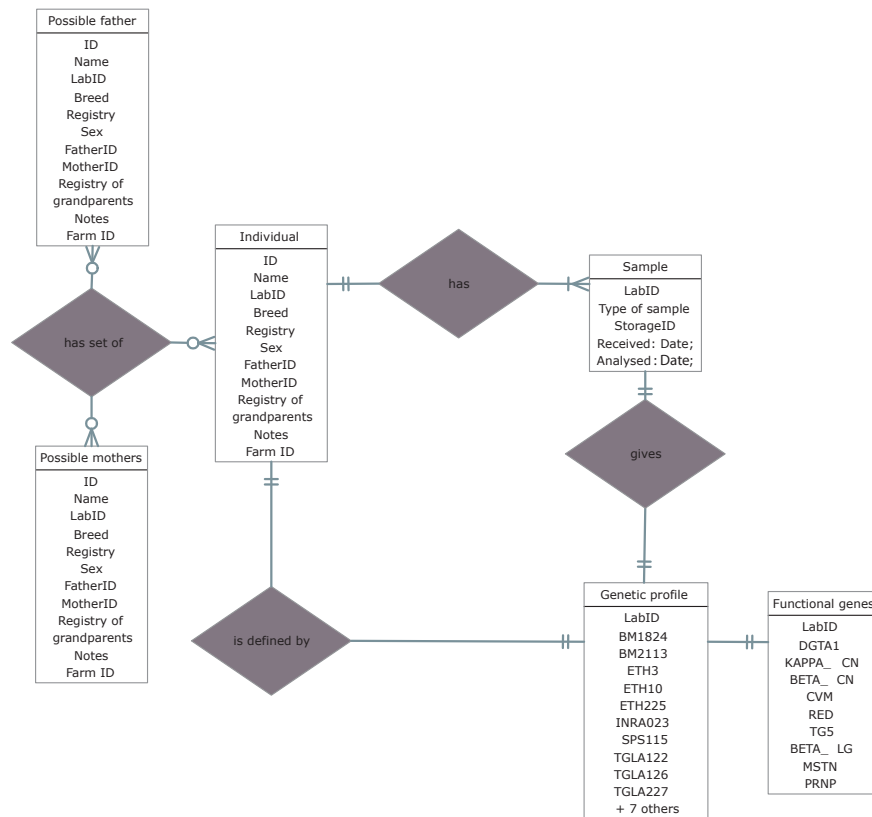 Possible father
ID
Name
LabID
Breed
Registry
Sex
FatherID
MotherID
Registry of
grandparents
Notes
Farm ID
has set of
Possible mothers
ID
Name
LabID
Breed
Registry
Sex
FatherID
MotherID
Registry of
grandparents
Notes
Farm ID
Individual
ID
Name
LabID
Breed
Registry
Sex
FatherID
MotherID
Registry of
grandparents
Notes
Farm ID
has
Sample
LabID
Type of sample
StorageID
Received: Date;
Analysed: Date;
gives
is defined by
Genetic profile
LabID
BM1824
BM2113
ETH3
ETH10
ETH225
INRA023
SPS115
TGLA122
TGLA126
TGLA227
+ 7 others
Functional genes
LabID
DGTA1
KAPPA_ CN
BETA_ CN
CVM
RED
TG5
BETA_ LG
MSTN
PRNP